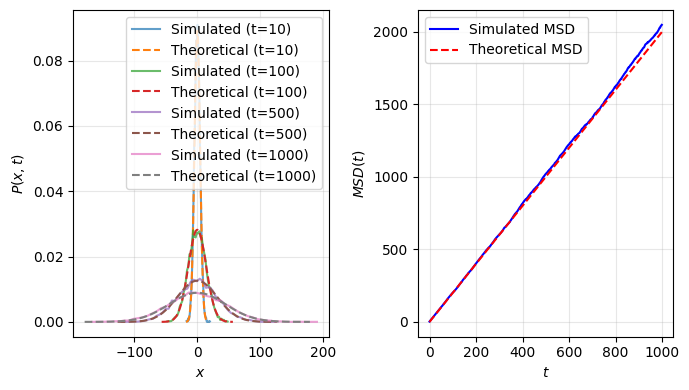 Simulated (t=10)
Theoretical (t=10)
Simulated (t=100)
Theoretical (t=100)
Simulated (t=500)
Theoretical (t=500)
Simulated (t=1000)
Theoretical (t=1000)
0.08
0.06
0.04
0.02
0.00
P(x, t)
−100
0
100
200
x
Simulated MSD
Theoretical MSD
2000
1500
1000
500
0
MSD(t)
0
200
400
600
800
1000
t